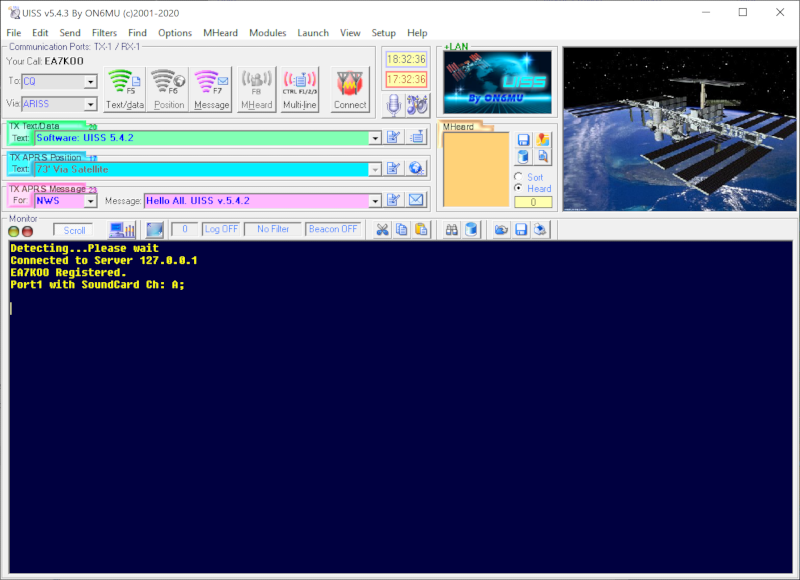 UISS v5.4.3 By ON6MU (c)2001-2020
File Edit Send Filters Find Options MHeard Modules Launch View Setup Help
Communication Ports: TX-1 / RX-1
Your Call: EA7KOO
To: CQ
Via: ARISS
F5 Text/data
F6 Position
F7 Message
F8 MHeard
CTRL F1/2/3 Multi-line
Connect
18:32:36
17:32:36
+LAN
UISS
By ON6MU
TX Text/Data 20
Text: Software: UISS 5.4.2
TX APRS Position
Text: 73' Via Satellite
TX APRS Message 23
For NWS Message: Hello All. UISS v.5.4.2
MHeard
Sort
Heard
0
Monitor
Scroll 0 Log OFF No Filter Beacon OFF
Detecting...Please wait
Connected to Server 127.0.0.1
EA7KOO Registered.
Port1 with SoundCard Ch: A;